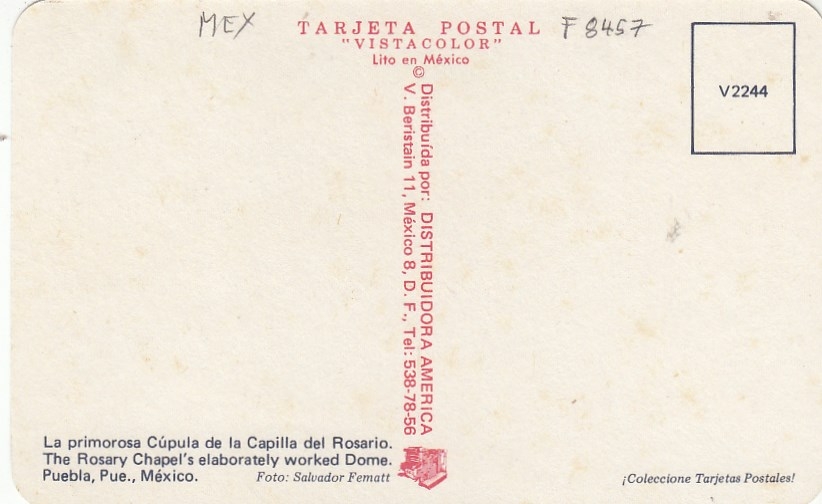 MEX
TARJETA POSTAL
F 8457
"VISTACOLOR"
Lito en México
©
V2244
Distribuída por: DISTRIBUIDORA AMERICA
V. Beristain 11, México 8, D. F., Tel: 538-78-56
La primorosa Cúpula de la Capilla del Rosario.
The Rosary Chapel's elaborately worked Dome.
Puebla, Pue., México.
Foto: Salvador Fematt
¡Coleccione Tarjetas Postales!